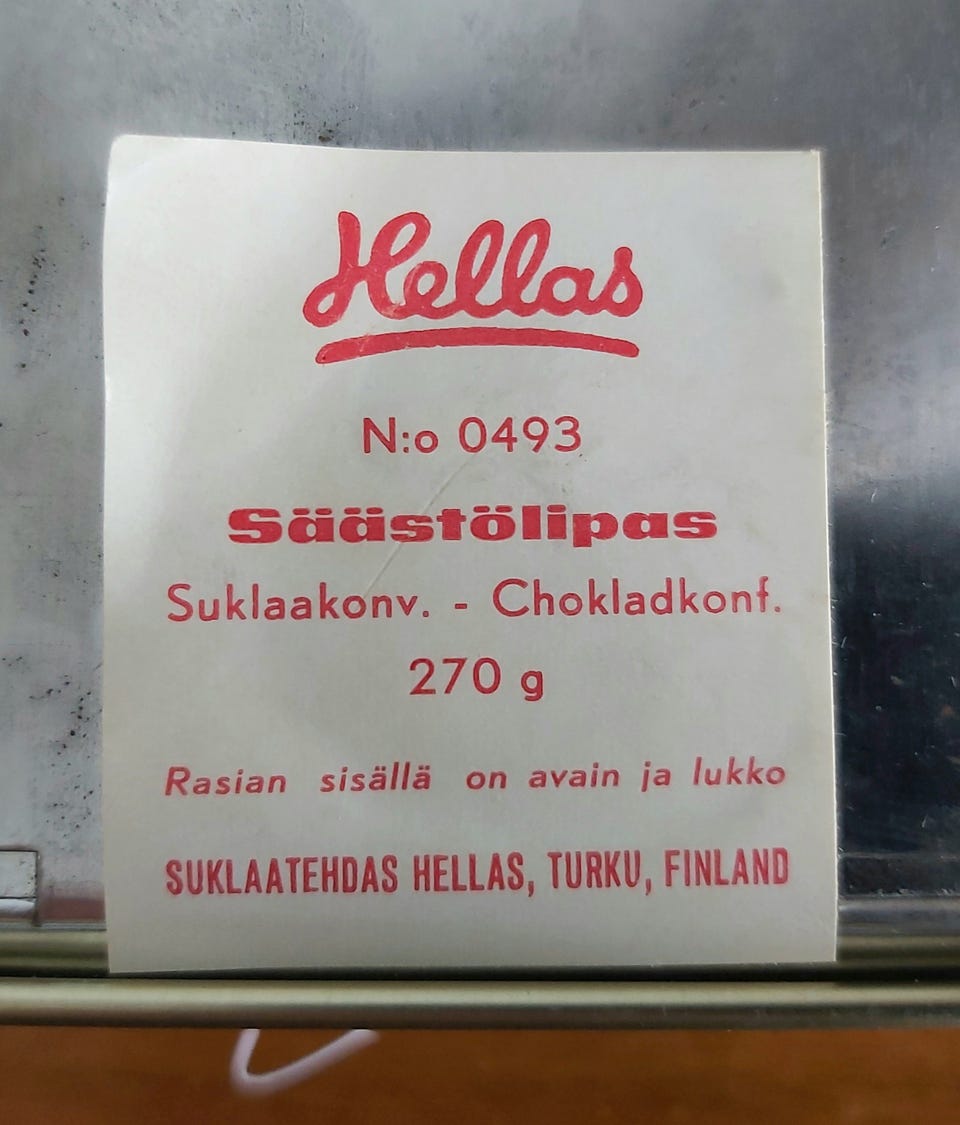 Hellas
N:o 0493
Säästölipas
Suklaakonv. - Chokladkonf.
270 g
Rasian sisällä on avain ja lukko
SUKLAATEHDAS HELLAS, TURKU, FINLAND